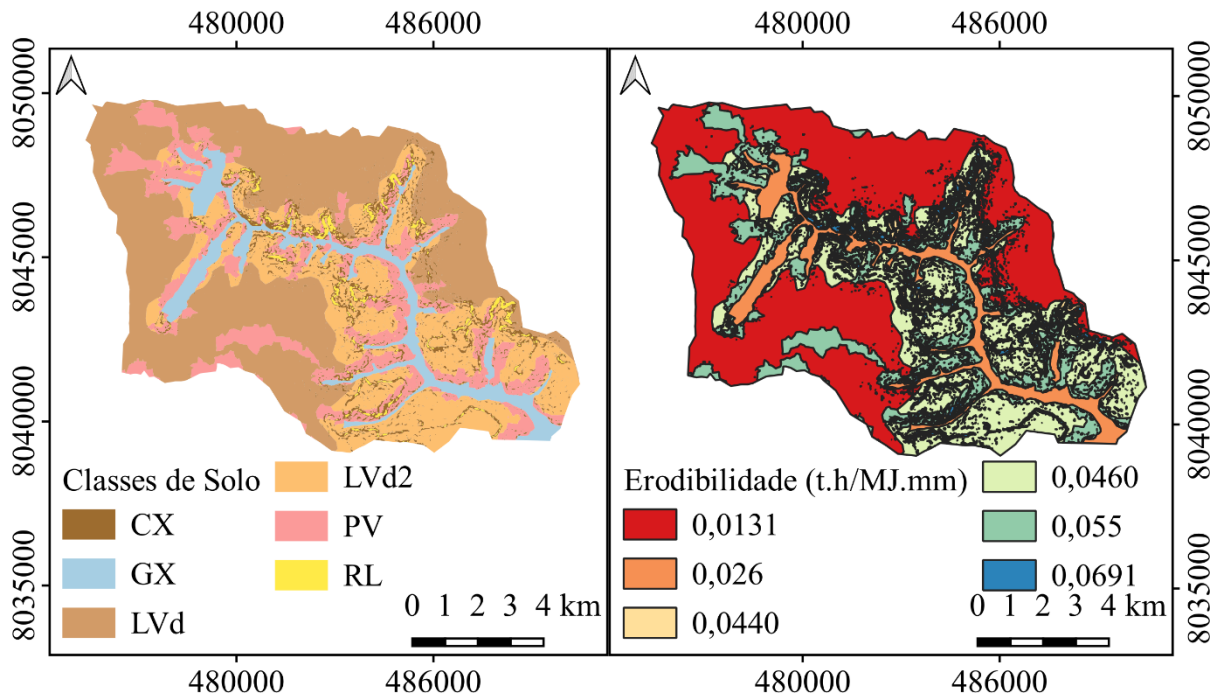 480000 486000 480000 486000
8050000 8050000
8045000 8045000
8040000 8040000
8035000 8035000
Classes de Solo
CX
GX
LVd
LVd2
PV
RL
0 1 2 3 4 km
Erodibilidade (t.h/MJ.mm)
0,0131
0,026
0,0440
0,0460
0,055
0,0691
0 1 2 3 4 km
480000 486000 480000 486000